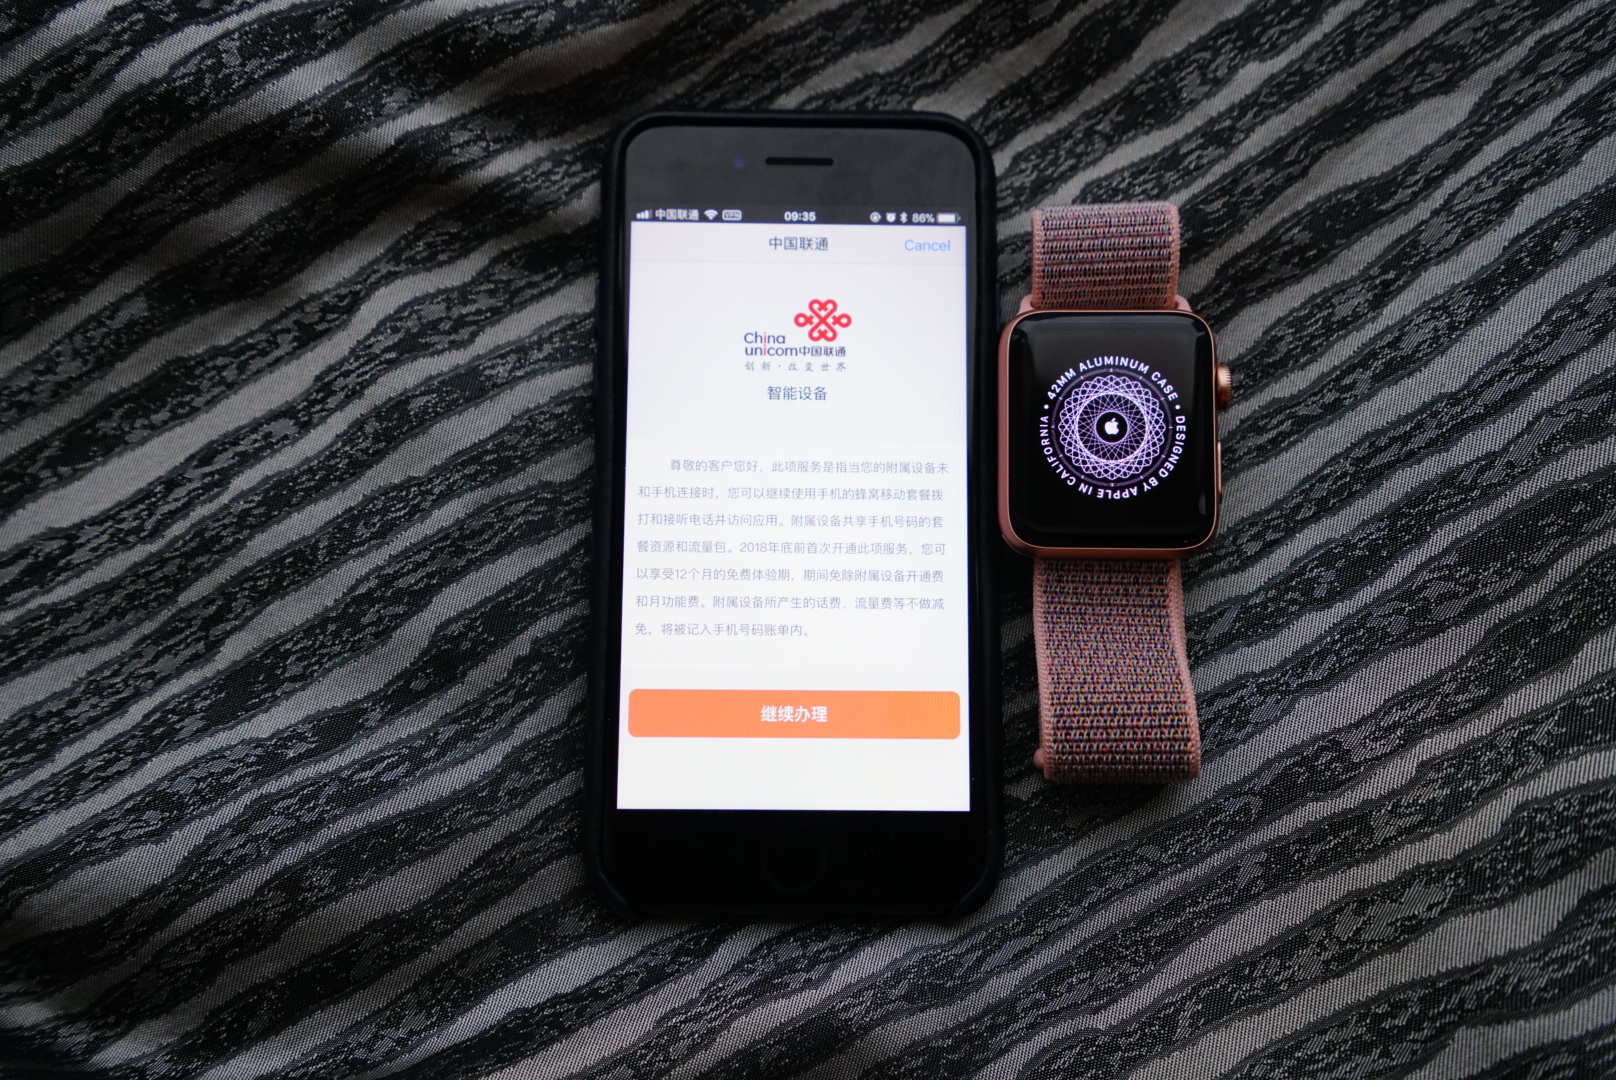 中国联通 VPN 09:35 86%
中国联通 Cancel
China
unicom中国联通
创新·改变世界
智能设备
尊敬的客户您好，此项服务是指当您的附属设备未
和手机连接时，您可以继续使用手机的蜂窝移动套餐拨
打和接听电话并访问应用。附属设备共享手机号码的套
餐资源和流量包。2018年底前首次开通此项服务，您可
以享受12个月的免费体验期，期间免除附属设备开通费
和月功能费。附属设备所产生的话费、流量费等不做减
免，将被记入手机号码账单内。
继续办理
42MM ALUMINUM CASE • DESIGNED BY APPLE IN CALIFORNIA •